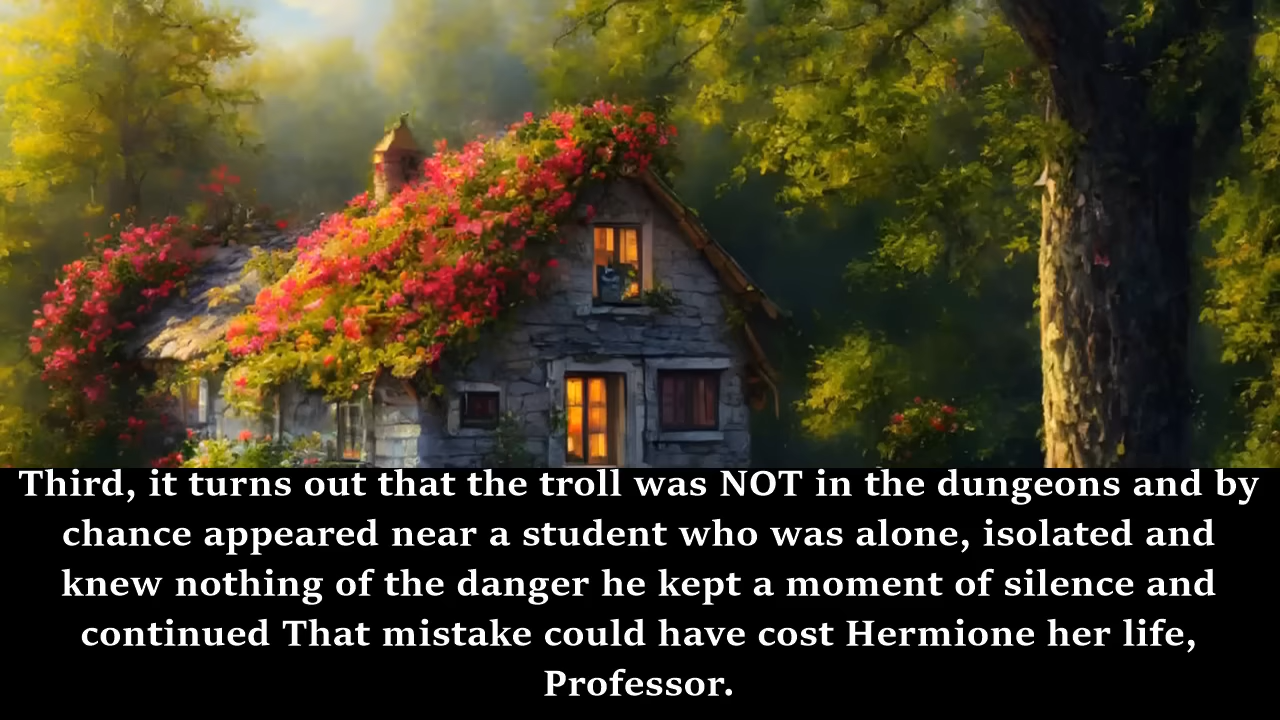 Third, it turns out that the troll was NOT in the dungeons and by
chance appeared near a student who was alone, isolated and
knew nothing of the danger he kept a moment of silence and
continued That mistake could have cost Hermione her life,
Professor.